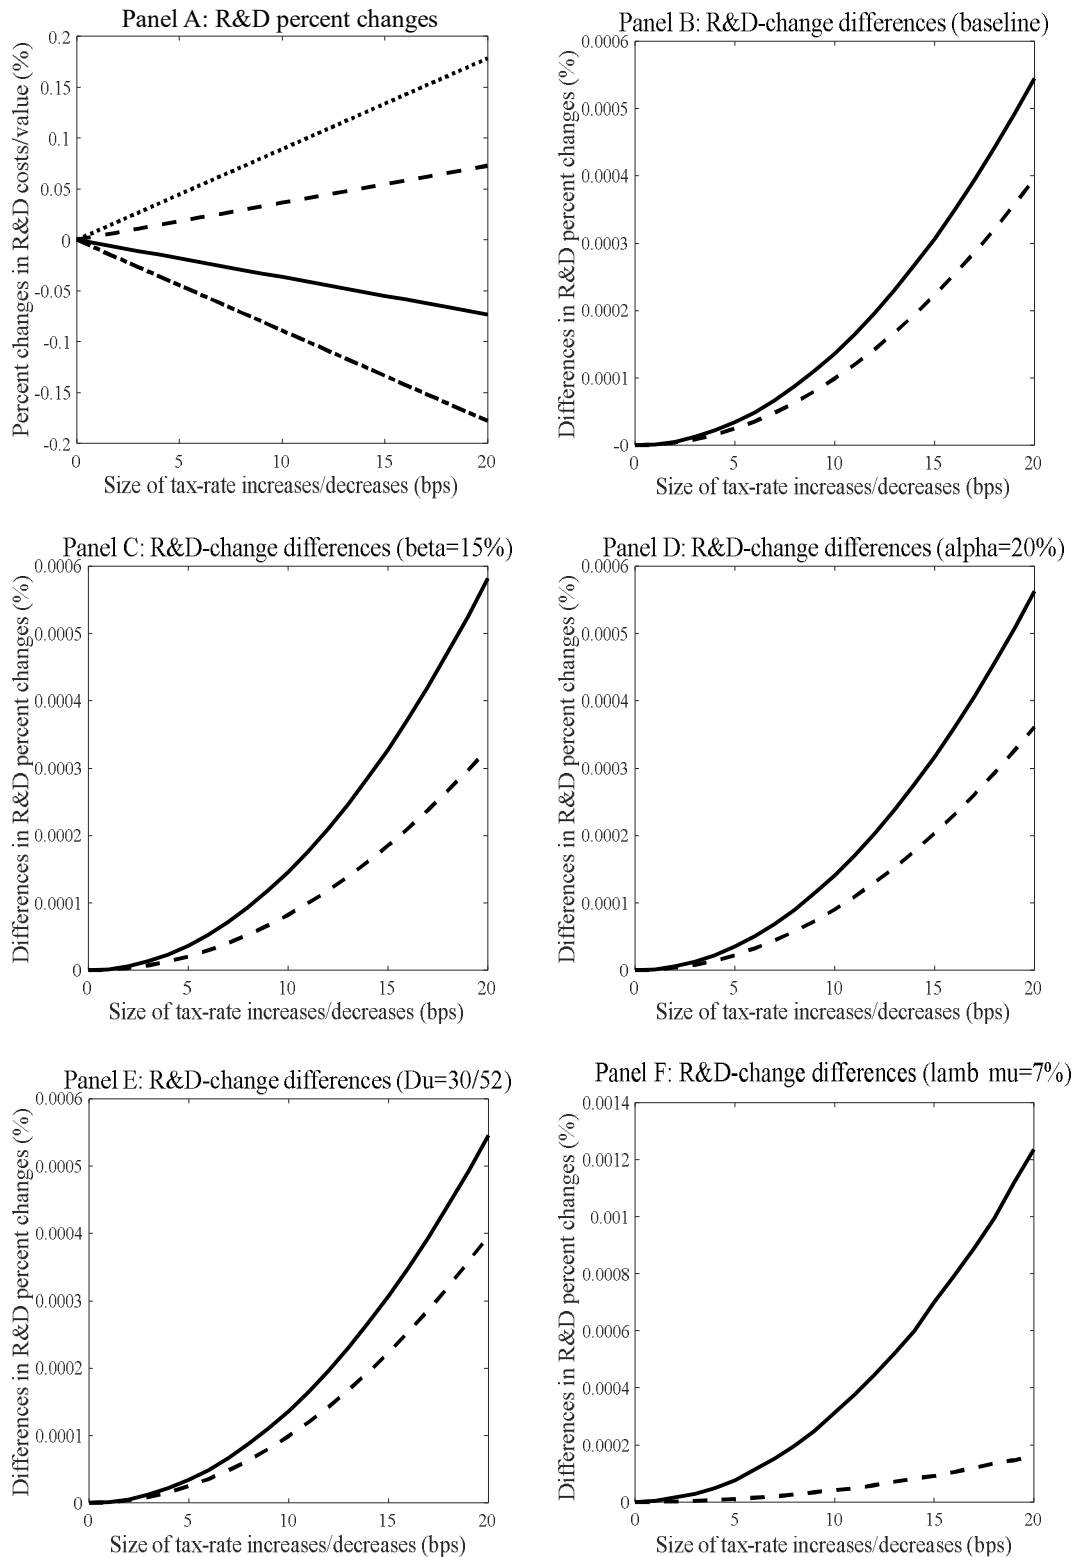 Panel A: R&D percent changes
Percent changes in R&D costs/value (%)
0.2
0.15
0.1
0.05
0
-0.05
-0.1
-0.15
-0.2
0 5 10 15 20
Size of tax-rate increases/decreases (bps)
Panel B: R&D-change differences (baseline)
Differences in R&D percent changes (%)
0.0006
0.0005
0.0004
0.0003
0.0002
0.0001
-0
0 5 10 15 20
Size of tax-rate increases/decreases (bps)
Panel C: R&D-change differences (beta=15%)
Differences in R&D percent changes (%)
0.0006
0.0005
0.0004
0.0003
0.0002
0.0001
0
0 5 10 15 20
Size of tax-rate increases/decreases (bps)
Panel D: R&D-change differences (alpha=20%)
Differences in R&D percent changes (%)
0.0006
0.0005
0.0004
0.0003
0.0002
0.0001
0
0 5 10 15 20
Size of tax-rate increases/decreases (bps)
Panel E: R&D-change differences (Du=30/52)
Differences in R&D percent changes (%)
0.0006
0.0005
0.0004
0.0003
0.0002
0.0001
0
0 5 10 15 20
Size of tax-rate increases/decreases (bps)
Panel F: R&D-change differences (lamb mu=7%)
Differences in R&D percent changes (%)
0.0014
0.0012
0.001
0.0008
0.0006
0.0004
0.0002
0
0 5 10 15 20
Size of tax-rate increases/decreases (bps)